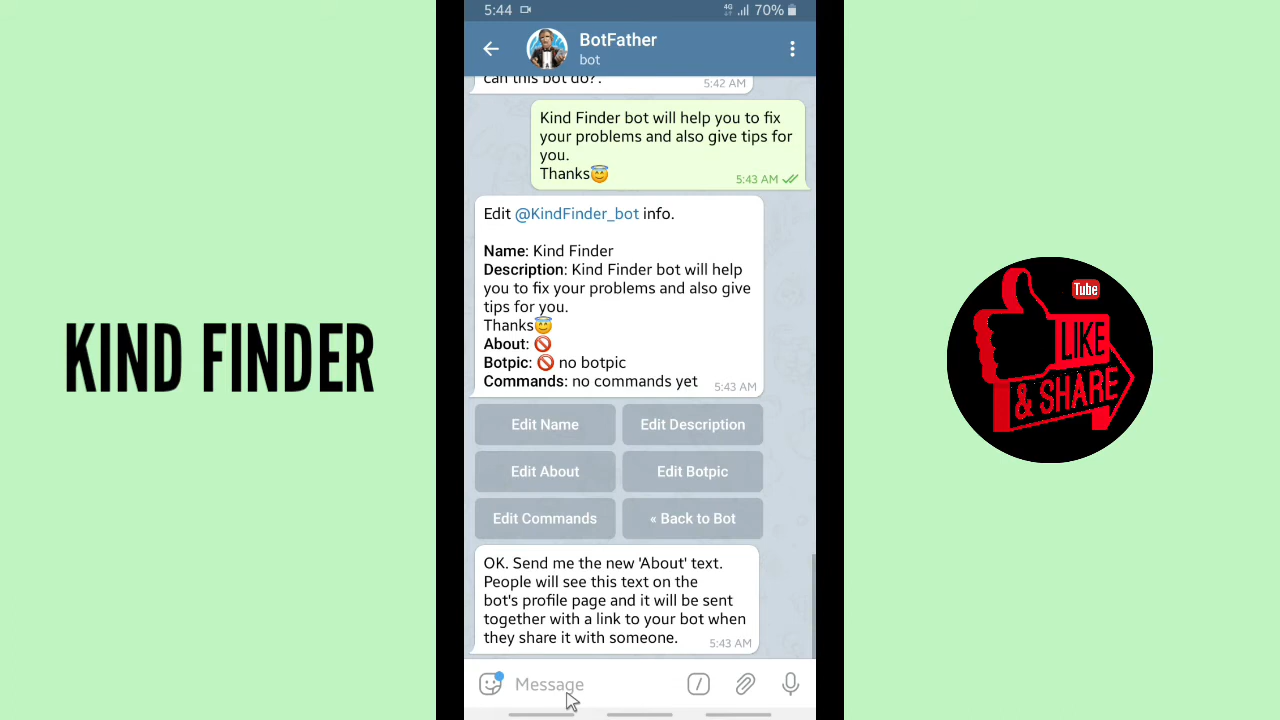 5:44
4G
70%
BotFather
bot
can this bot do?'.
5:42 AM
Kind Finder bot will help you to fix
your problems and also give tips for
you.
Thanks😇
5:43 AM
Edit @KindFinder_bot info.
Name: Kind Finder
Description: Kind Finder bot will help
you to fix your problems and also give
tips for you.
Thanks😇
About: 🚫
Botpic: 🚫 no botpic
Commands: no commands yet
5:43 AM
Edit Name
Edit Description
Edit About
Edit Botpic
Edit Commands
« Back to Bot
OK. Send me the new 'About' text.
People will see this text on the
bot's profile page and it will be sent
together with a link to your bot when
they share it with someone.
5:43 AM
Message
KIND FINDER
Tube
LIKE
& SHARE